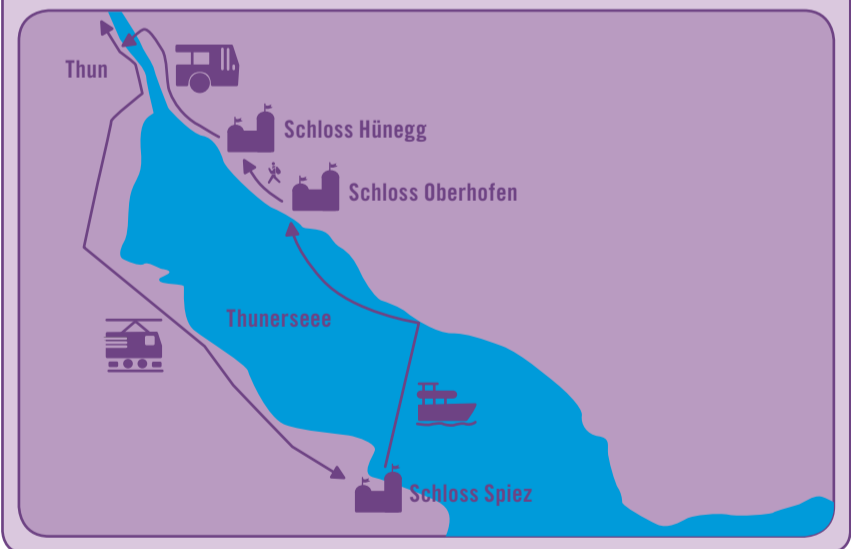 Thun
Schloss Hünegg
Schloss Oberhofen
Thunerseee
Schloss Spiez